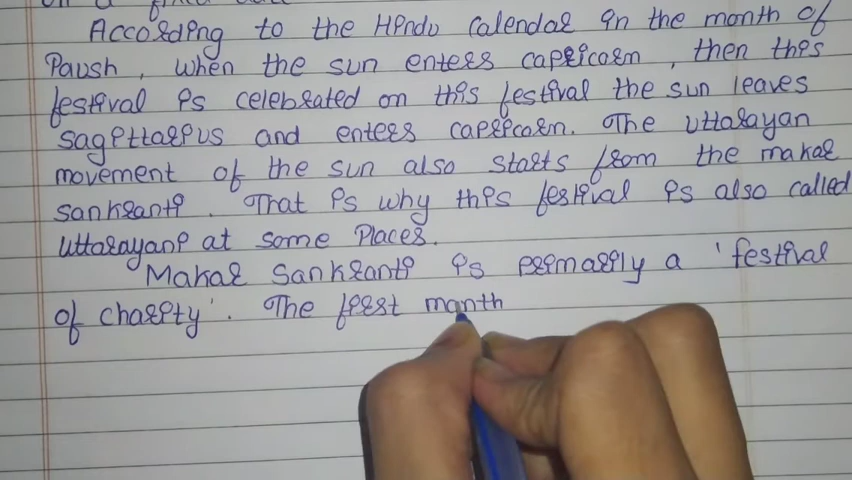 According to the Hindu calendar in the month of
Paush, when the sun enters capricorn, then this
festival is celebrated on this festival the sun leaves
sagittarius and enters capricorn. The Uttarayan
movement of the sun also starts from the makar
sankranti. That is why this festival is also called
Uttarayani at some Places.
Makar Sankranti is primarily a 'festival
of charity'. The first month